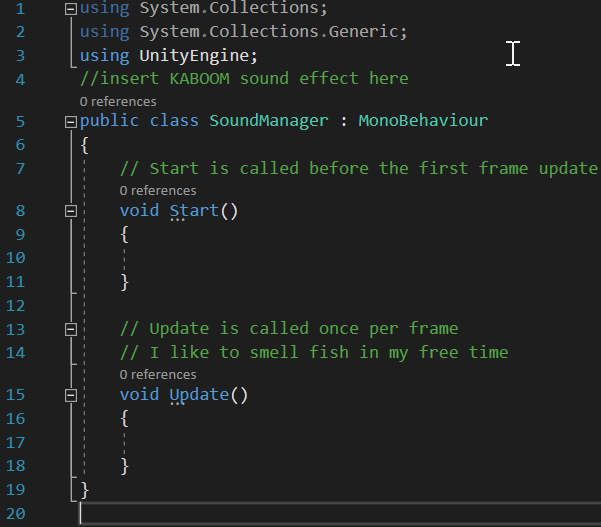 1 using System.Collections;
2 using System.Collections.Generic;
3 using UnityEngine;
4 //insert KABOOM sound effect here
0 references
5 public class SoundManager : MonoBehaviour
6 {
7 // Start is called before the first frame update
0 references
8 void Start()
9 {
10
11 }
12
13 // Update is called once per frame
14 // I like to smell fish in my free time
0 references
15 void Update()
16 {
17
18 }
19 }
20